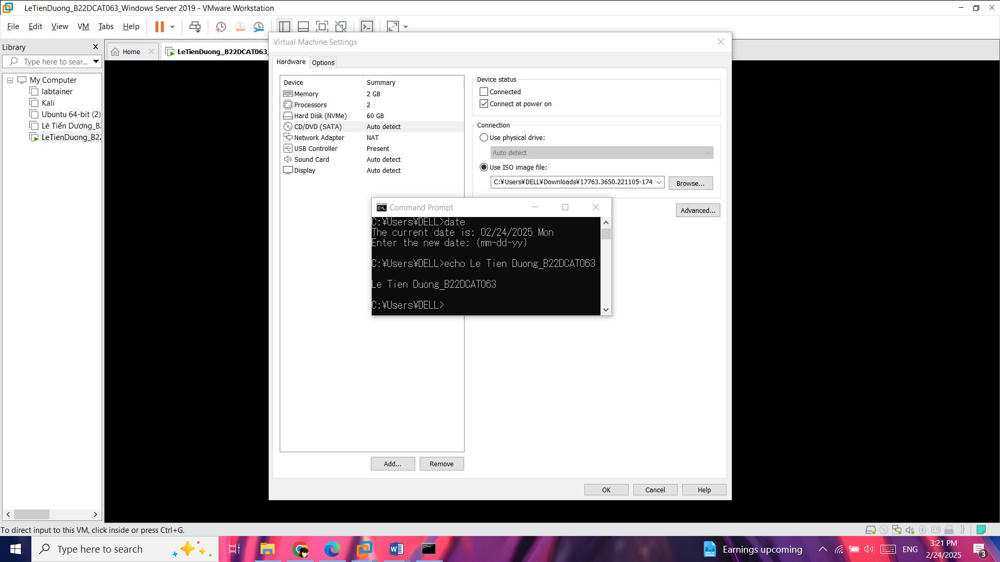 LeTienDuong_B22DCAT063_Windows Server 2019 - VMware Workstation
File Edit View VM Tabs Help
Library
Home
LeTienDuong_B22DCAT063_
Type here to sear...
My Computer
labtainer
Kali
Ubuntu 64-bit (2)
Lê Tiến Dương_B
LeTienDuong_B22
Virtual Machine Settings
Hardware Options
Device Summary
Memory 2 GB
Processors 2
Hard Disk (NVMe) 60 GB
CD/DVD (SATA) Auto detect
Network Adapter NAT
USB Controller Present
Sound Card Auto detect
Display Auto detect
Add... Remove
Device status
Connected
Connect at power on
Connection
Use physical drive:
Auto detect
Use ISO image file:
C:¥Users¥DELL¥Downloads¥17763.3650.221105-174
Browse...
Advanced...
Command Prompt
C:¥Users¥DELL>date
The current date is: 02/24/2025 Mon
Enter the new date: (mm-dd-yy)
C:¥Users¥DELL>echo Le Tien Duong_B22DCAT063
Le Tien Duong_B22DCAT063
C:¥Users¥DELL>
OK Cancel Help
To direct input to this VM, click inside or press Ctrl+G.
Type here to search
Earnings upcoming
ENG
3:21 PM
2/24/2025
3